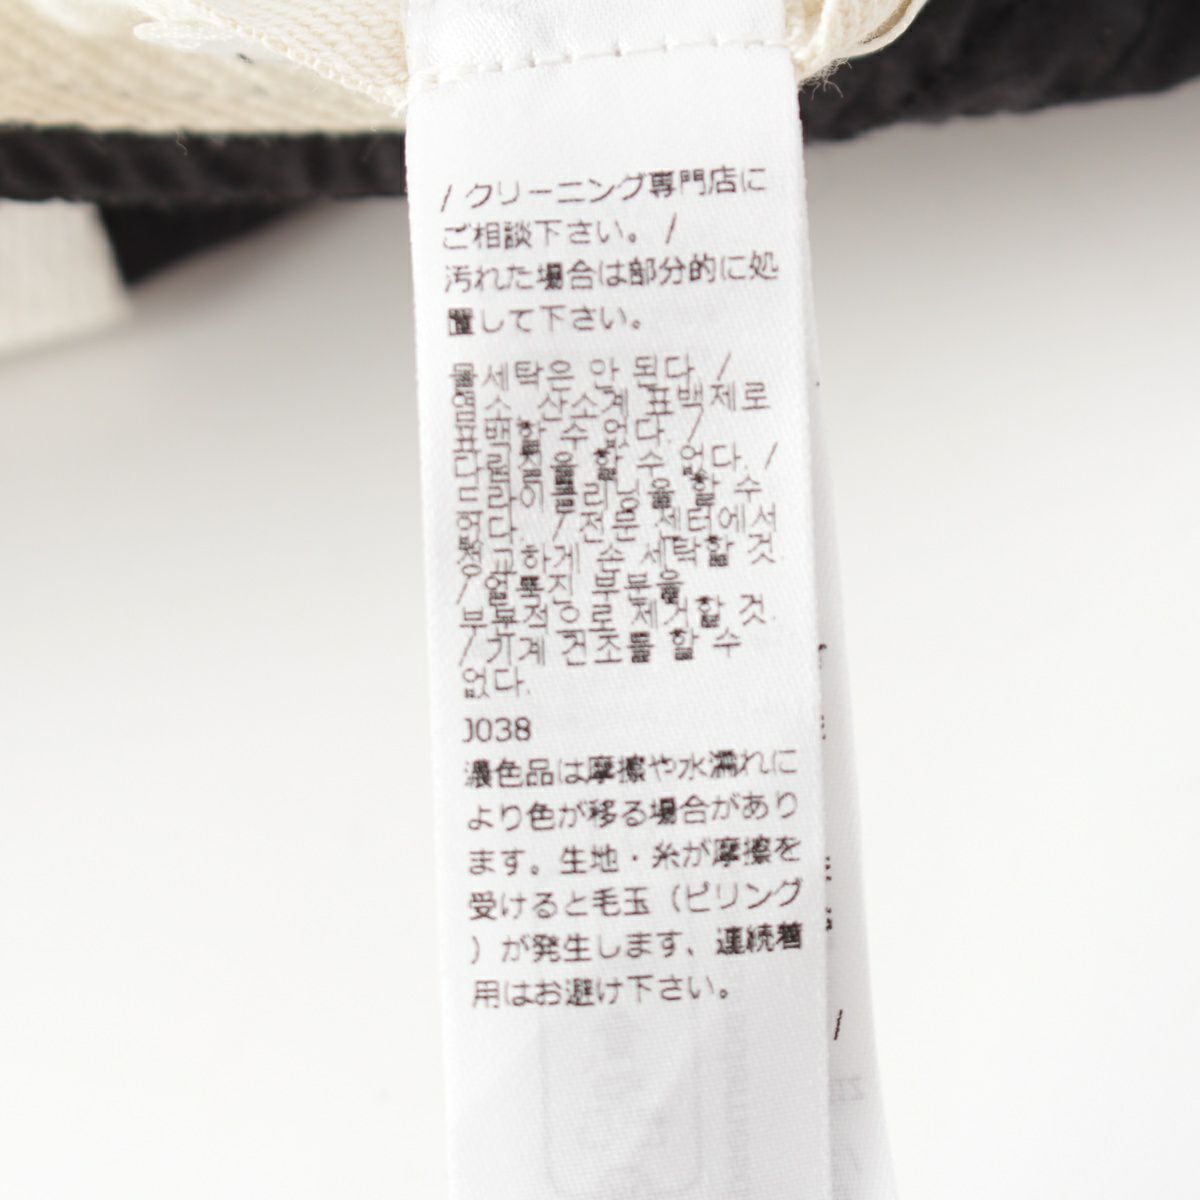 / クリーニング専門店に
ご相談下さい。 /
汚れた場合は部分的に処
置して下さい。
물세탁은 안 된다. /
염소, 산소계 표백제로
표백할 수 없다. /
다림질을 할 수 없다. /
드라이클리닝을 할 수
없다. / 전문 센터에서
정교하게 손 세탁할 것
/ 얼룩진 부분을
부분적으로 제거할 것.
/ 기계 건조를 할 수
없다.
J038
濃色品は摩擦や水漏れに
より色が移る場合があり
ます。生地・糸が摩擦を
受けると毛玉（ピリング
）が発生します、連続着
用はお避け下さい。